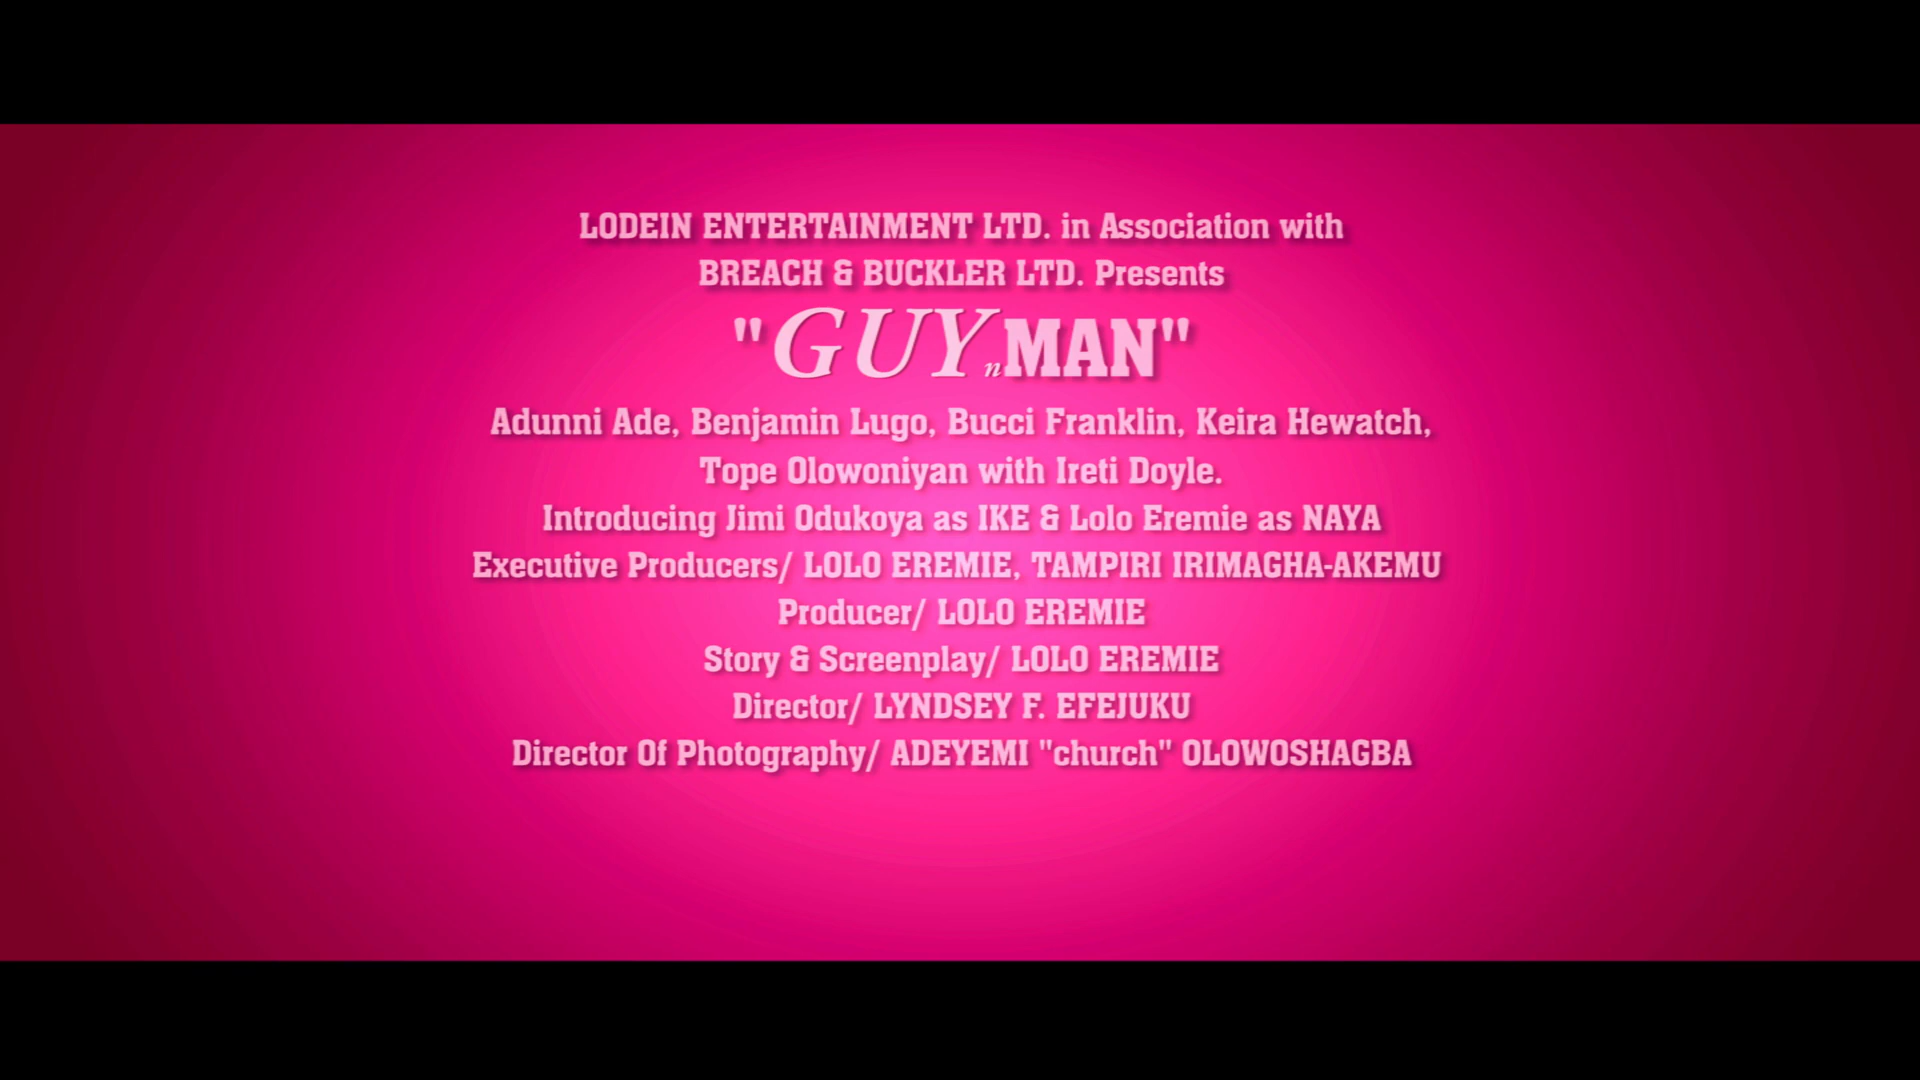 LODEIN ENTERTAINMENT LTD. in Association with
BREACH & BUCKLER LTD. Presents
"GUY n MAN"
Adunni Ade, Benjamin Lugo, Bucci Franklin, Keira Hewatch,
Tope Olowoniyan with Ireti Doyle.
Introducing Jimi Odukoya as IKE & Lolo Eremie as NAYA
Executive Producers/ LOLO EREMIE, TAMPIRI IRIMAGHA-AKEMU
Producer/ LOLO EREMIE
Story & Screenplay/ LOLO EREMIE
Director/ LYNDSEY F. EFEJUKU
Director Of Photography/ ADEYEMI "church" OLOWOSHAGBA